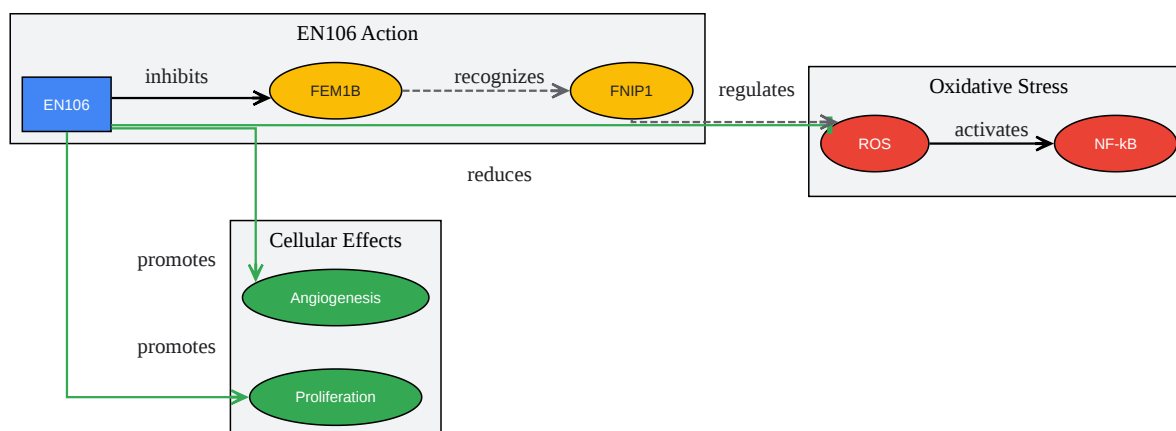 EN106 Action
inhibits
recognizes
EN106
FEM1B
FNIP1
regulates
Oxidative Stress
activates
ROS
NF-kB
reduces
Cellular Effects
promotes
Angiogenesis
promotes
Proliferation